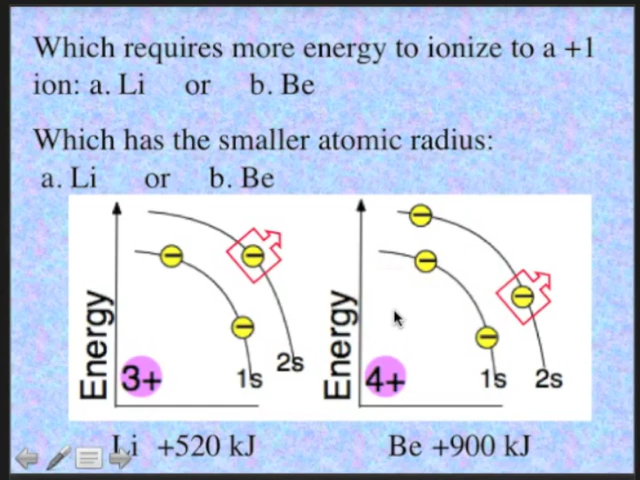 Which requires more energy to ionize to a +1
ion: a. Li or b. Be
Which has the smaller atomic radius:
a. Li or b. Be
Energy
3+
1s
2s
Energy
4+
1s
2s
Li +520 kJ
Be +900 kJ